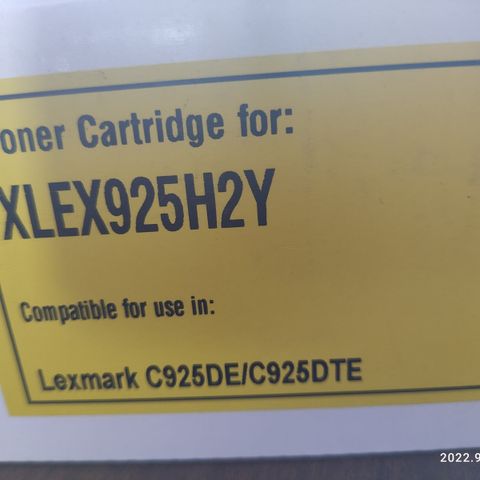 oner Cartridge for:
XLEX925H2Y
Compatible for use in:
Lexmark C925DE/C925DTE
2022.9